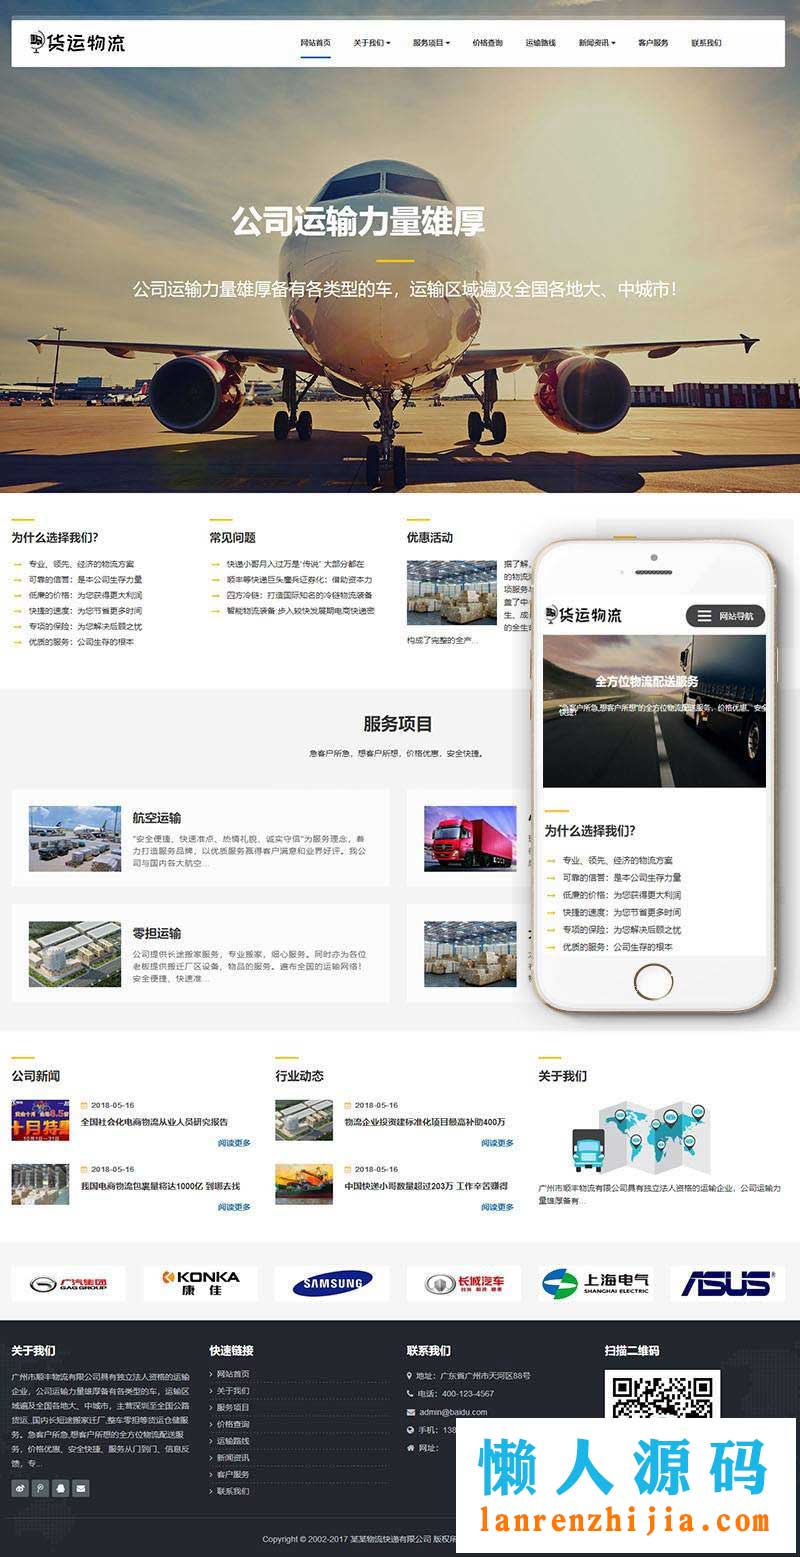 货运物流
网站首页 关于我们 服务项目 价格查询 运输路线 新闻资讯 客户服务 联系我们
公司运输力量雄厚
公司运输力量雄厚备有各类型的车，运输区域遍及全国各地大、中城市！
为什么选择我们?
专业、领先、经济的物流方案
可靠的信誉：是本公司生存力量
低廉的价格：为您获得更大利润
快捷的速度：为您节省更多时间
专项的保险：为您解决后顾之忧
优质的服务：公司生存的根本
常见问题
快递小哥月入过万是"传说" 大部分都在
顺丰等快递巨头鏖兵证券化：借助资本力
四方冷链：打造国际知名的冷链物流装备
智能物流装备 步入较快发展期电商快递密
优惠活动
据了解，
的物流
项服务
盖了中
生、成
的全生
构成了完整的全产...
货运物流
网站导航
全方位物流配送服务
"急客户所急,想客户所想"的全方位物流配送服务，价格优惠、安全
快捷!
为什么选择我们?
专业、领先、经济的物流方案
可靠的信誉：是本公司生存力量
低廉的价格：为您获得更大利润
快捷的速度：为您节省更多时间
专项的保险：为您解决后顾之忧
优质的服务：公司生存的根本
服务项目
急客户所急，想客户所想，价格优惠，安全快捷。
航空运输
"安全便捷、快速准点、热情礼貌、诚实守信"为服务理念，着
力打造服务品牌，以优质服务赢得客户满意和业界好评。我公
司与国内各大航空...
零担运输
公司提供长途搬家服务，专业搬家，细心服务。同时亦为各位
老板提供搬迁厂区设备，物品的服务。遍布全国的运输网络！
安全便捷、快速准...
公司新闻
2018-05-16
全国社会化电商物流从业人员研究报告
阅读更多
2018-05-16
我国电商物流包裹量将达1000亿 到哪去找
阅读更多
行业动态
2018-05-16
物流企业投资建标准化项目最高补助400万
阅读更多
2018-05-16
中国快递小哥数量超过203万 工作辛苦赚得
阅读更多
关于我们
广州市顺丰物流有限公司具有独立法人资格的运输企业，公司运输力
量雄厚备有...
广汽集团
GAC GROUP
KONKA
康佳
SAMSUNG
长城汽车
上海电气
SHANGHAI ELECTRIC
ASUS
关于我们
广州市顺丰物流有限公司具有独立法人资格的运输
企业，公司运输力量雄厚备有各类型的车，运输区
域遍及全国各地大、中城市，主营深圳至全国公路
货运,,国内长短途搬家迁厂,整车零担等货运仓储服
务。急客户所急,想客户所想的全方位物流配送服
务，价格优惠、安全快捷、服务从门到门、信息反
馈，专...
快速链接
网站首页
关于我们
服务项目
价格查询
运输路线
新闻资讯
客户服务
联系我们
联系我们
地址：广东省广州市天河区88号
电话：400-123-4567
admin@baidu.com
手机：138
网址：
扫描二维码
Copyright © 2002-2017 某某物流快递有限公司 版权所
懒人源码
lanrenzhijia.com